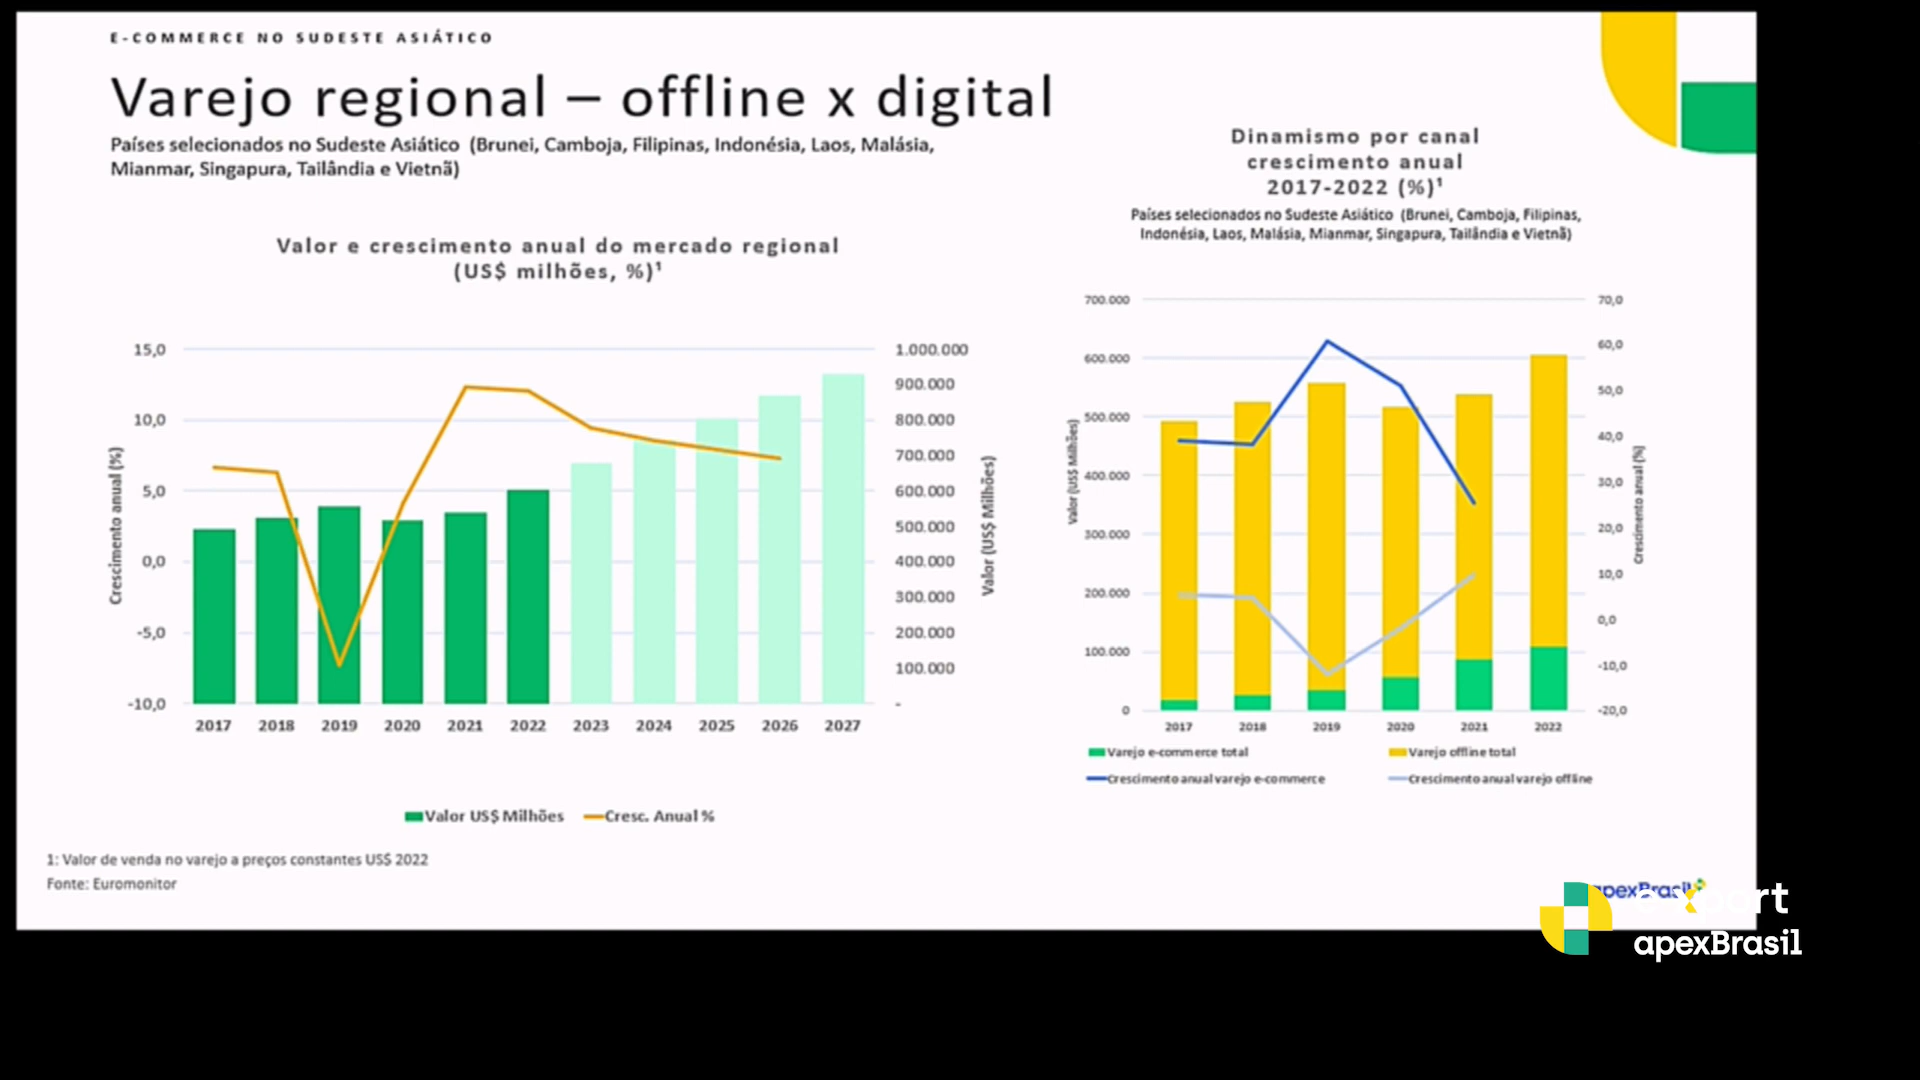 E-COMMERCE NO SUDESTE ASIÁTICO
Varejo regional – offline x digital
Países selecionados no Sudeste Asiático (Brunei, Camboja, Filipinas, Indonésia, Laos, Malásia,
Mianmar, Singapura, Tailândia e Vietnã)
Valor e crescimento anual do mercado regional
(US$ milhões, %)¹
15,0
10,0
5,0
0,0
-5,0
-10,0
Crescimento anual (%)
1.000.000
900.000
800.000
700.000
600.000
500.000
400.000
300.000
200.000
100.000
-
Valor (US$ Milhões)
2017 2018 2019 2020 2021 2022 2023 2024 2025 2026 2027
Valor US$ Milhões Cresc. Anual %
1: Valor de venda no varejo a preços constantes US$ 2022
Fonte: Euromonitor
Dinamismo por canal
crescimento anual
2017-2022 (%)¹
Países selecionados no Sudeste Asiático (Brunei, Camboja, Filipinas,
Indonésia, Laos, Malásia, Mianmar, Singapura, Tailândia e Vietnã)
700.000
600.000
500.000
400.000
300.000
200.000
100.000
0
Valor (US$ Milhões)
70,0
60,0
50,0
40,0
30,0
20,0
10,0
0,0
-10,0
-20,0
Crescimento anual (%)
2017 2018 2019 2020 2021 2022
Varejo e-commerce total Varejo offline total
Crescimento anual varejo e-commerce Crescimento anual varejo offline
apexBrasil
apexBrasil